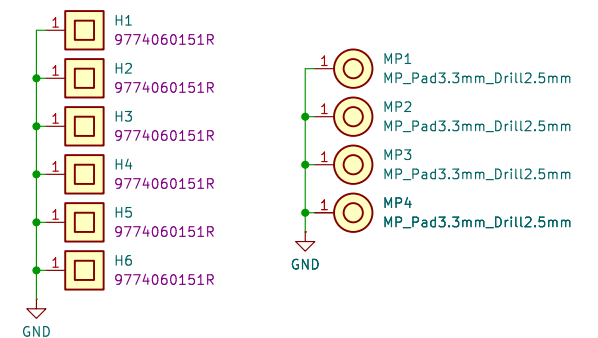 1 H1
9774060151R
1 H2
9774060151R
1 H3
9774060151R
1 H4
9774060151R
1 H5
9774060151R
1 H6
9774060151R
GND
1 MP1
MP_Pad3.3mm_Drill2.5mm
1 MP2
MP_Pad3.3mm_Drill2.5mm
1 MP3
MP_Pad3.3mm_Drill2.5mm
1 MP4
MP_Pad3.3mm_Drill2.5mm
GND